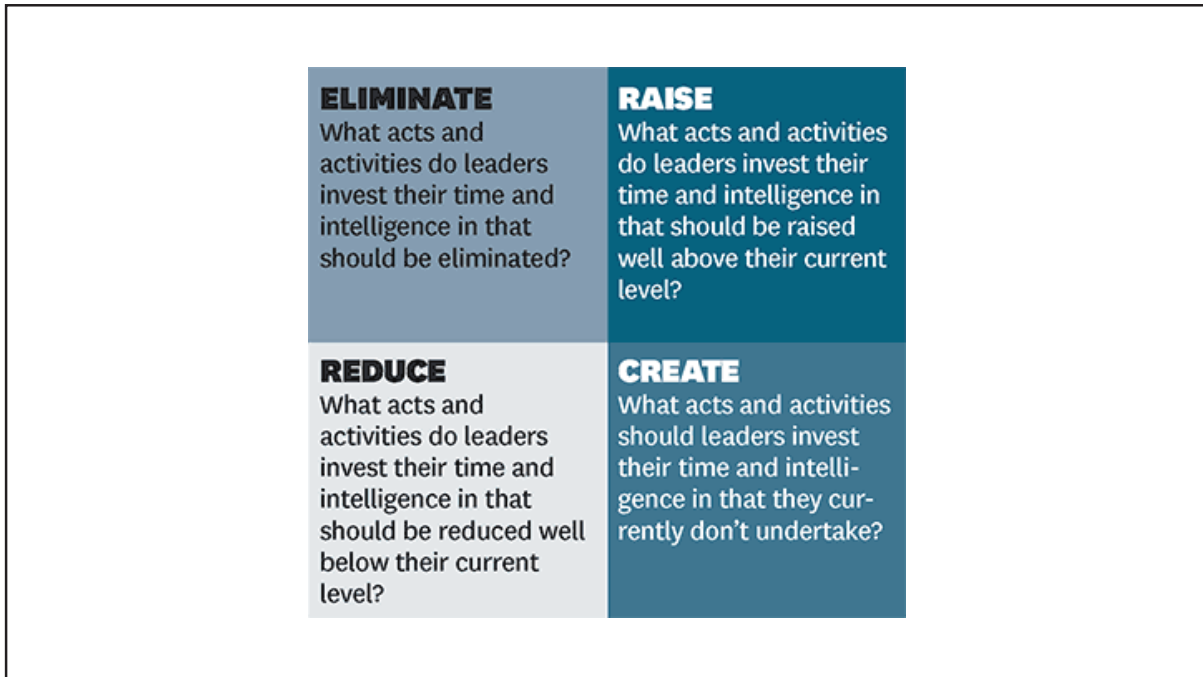 ELIMINATE
What acts and
activities do leaders
invest their time and
intelligence in that
should be eliminated?
RAISE
What acts and activities
do leaders invest their
time and intelligence in
that should be raised
well above their current
level?
REDUCE
What acts and
activities do leaders
invest their time and
intelligence in that
should be reduced well
below their current
level?
CREATE
What acts and activities
should leaders invest
their time and intelli-
gence in that they cur-
rently don’t undertake?